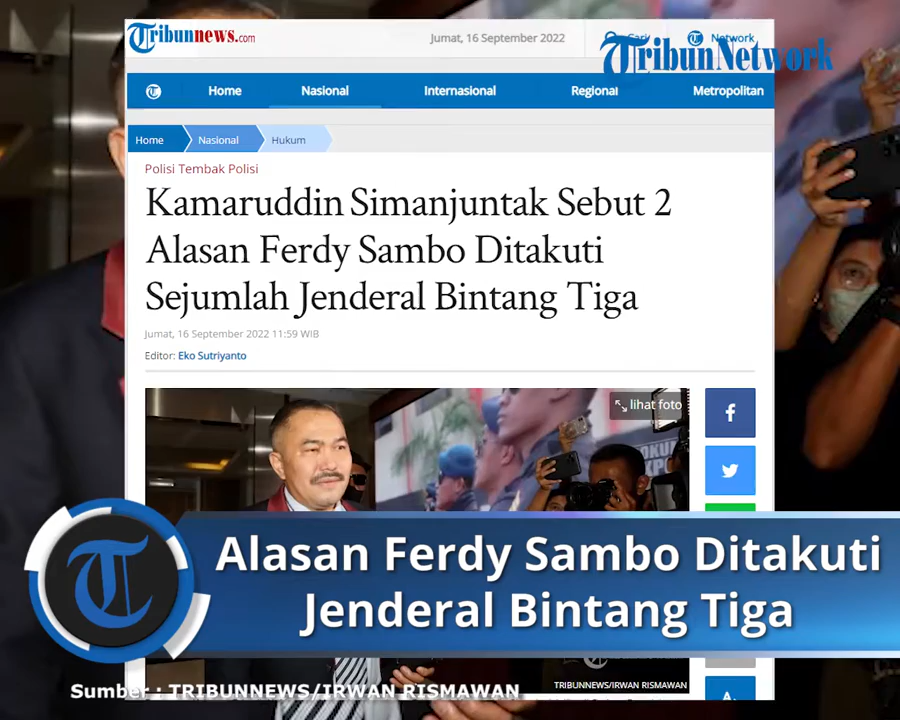 Tribunnews.com
Jumat, 16 September 2022
Cari
Network
TribunNetwork
Home
Nasional
Internasional
Regional
Metropolitan
Home
Nasional
Hukum
Polisi Tembak Polisi
Kamaruddin Simanjuntak Sebut 2
Alasan Ferdy Sambo Ditakuti
Sejumlah Jenderal Bintang Tiga
Jumat, 16 September 2022 11:59 WIB
Editor: Eko Sutriyanto
lihat foto
Alasan Ferdy Sambo Ditakuti
Jenderal Bintang Tiga
TRIBUNNEWS/IRWAN RISMAWAN
Sumber : TRIBUNNEWS/IRWAN RISMAWAN